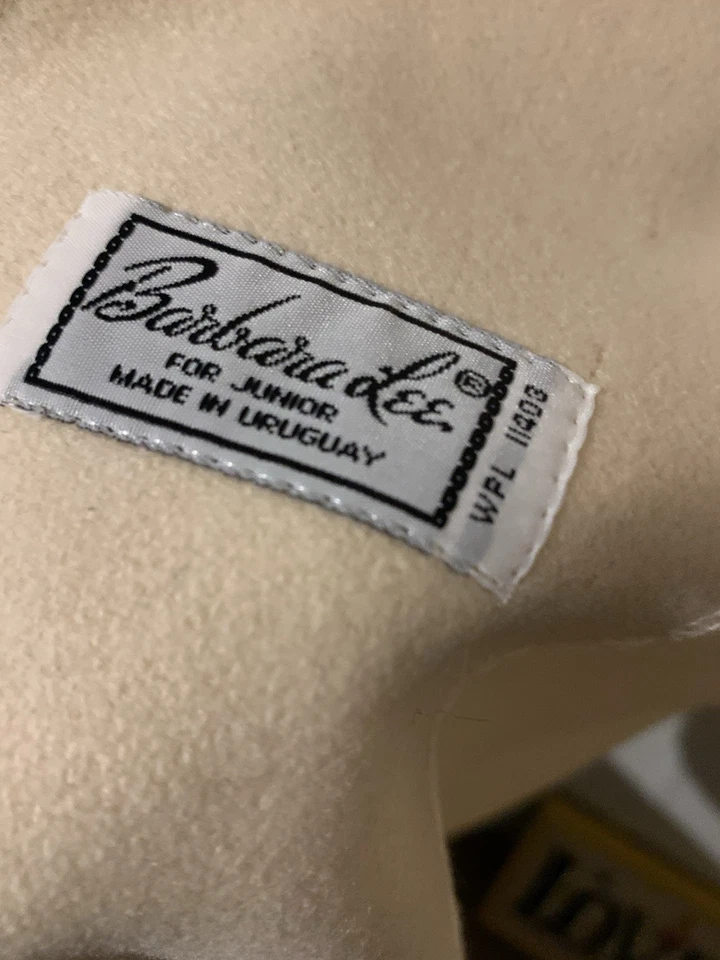 Barbara Lee ®
FOR JUNIOR
MADE IN URUGUAY
WPL 11403